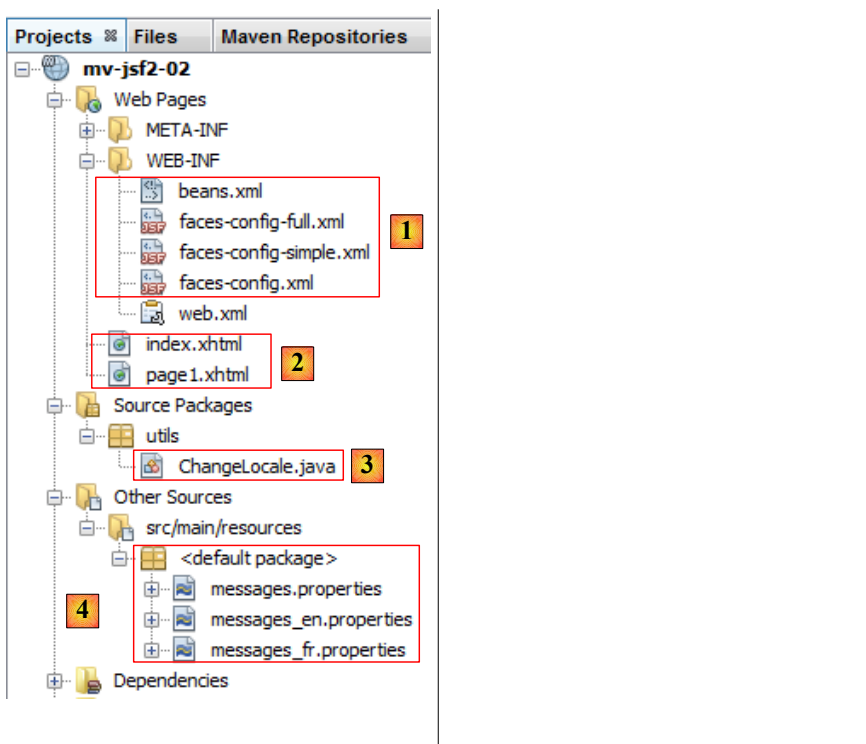 Projects Files Maven Repositories
mv-jsf2-02
Web Pages
META-INF
WEB-INF
beans.xml
faces-config-full.xml
1
faces-config-simple.xml
faces-config.xml
web.xml
index.xhtml
2
page1.xhtml
Source Packages
utils
ChangeLocale.java 3
Other Sources
src/main/resources
<default package>
messages.properties
4
messages_en.properties
messages_fr.properties
Dependencies